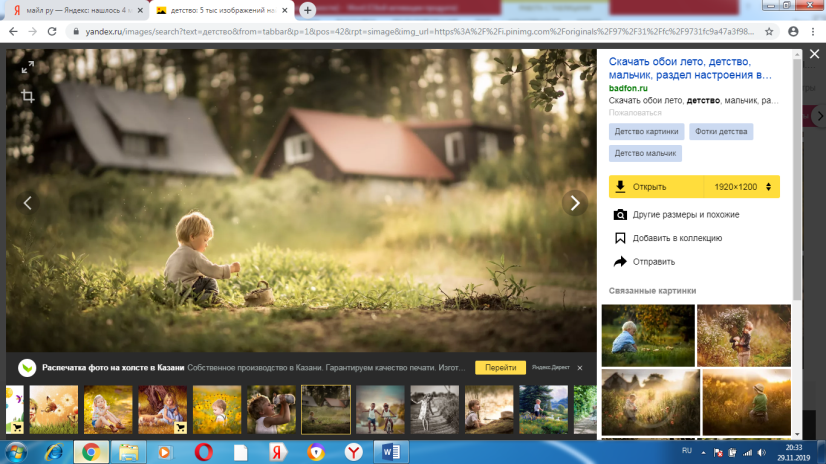 майл ру — Яндекс: нашлось 4 м
детство: 5 тыс изображений на
yandex.ru/images/search?text=детство&from=tabbar&p=1&pos=42&rpt=simage&img_url=https%3A%2F%2Fi.pinimg.com%2Foriginals%2F97%2F31%2Ffc%2F9731fc9a47a3f98...
Скачать обои лето, детство,
мальчик, раздел настроения в…
badfon.ru
Скачать обои лето, детство, мальчик, ра…
Пожаловаться
Детство картинки
Фотки детства
Детство мальчик
Открыть 1920×1200
Другие размеры и похожие
Добавить в коллекцию
Отправить
Связанные картинки
Распечатка фото на холсте в Казани Собственное производство в Казани. Гарантируем качество печати. Изгот…
Перейти
Яндекс.Директ
RU
20:33
29.11.2019